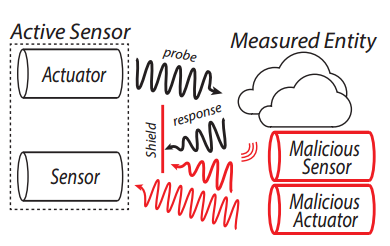 Active Sensor
Actuator
Sensor
probe
response
Shield
Measured Entity
Malicious
Sensor
Malicious
Actuator